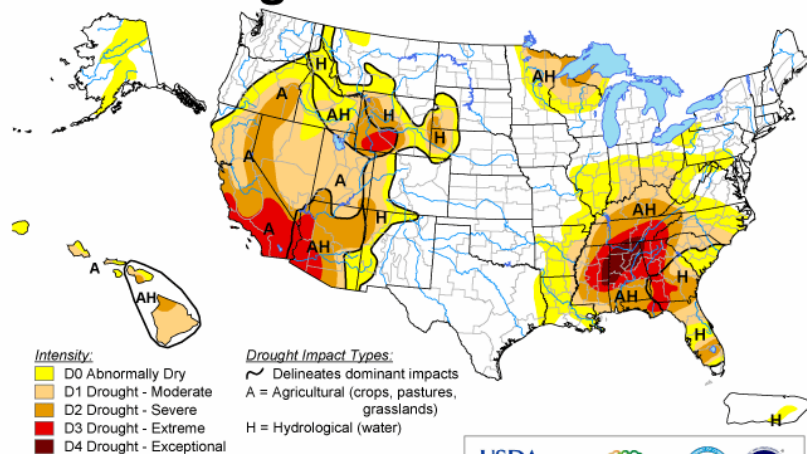 H
A
AH
H
H
AH
A
A
H
A
AH
AH
H
AH
H
A
AH
H
Intensity:
D0 Abnormally Dry
D1 Drought - Moderate
D2 Drought - Severe
D3 Drought - Extreme
D4 Drought - Exceptional
Drought Impact Types:
Delineates dominant impacts
A = Agricultural (crops, pastures,
grasslands)
H = Hydrological (water)
USDA